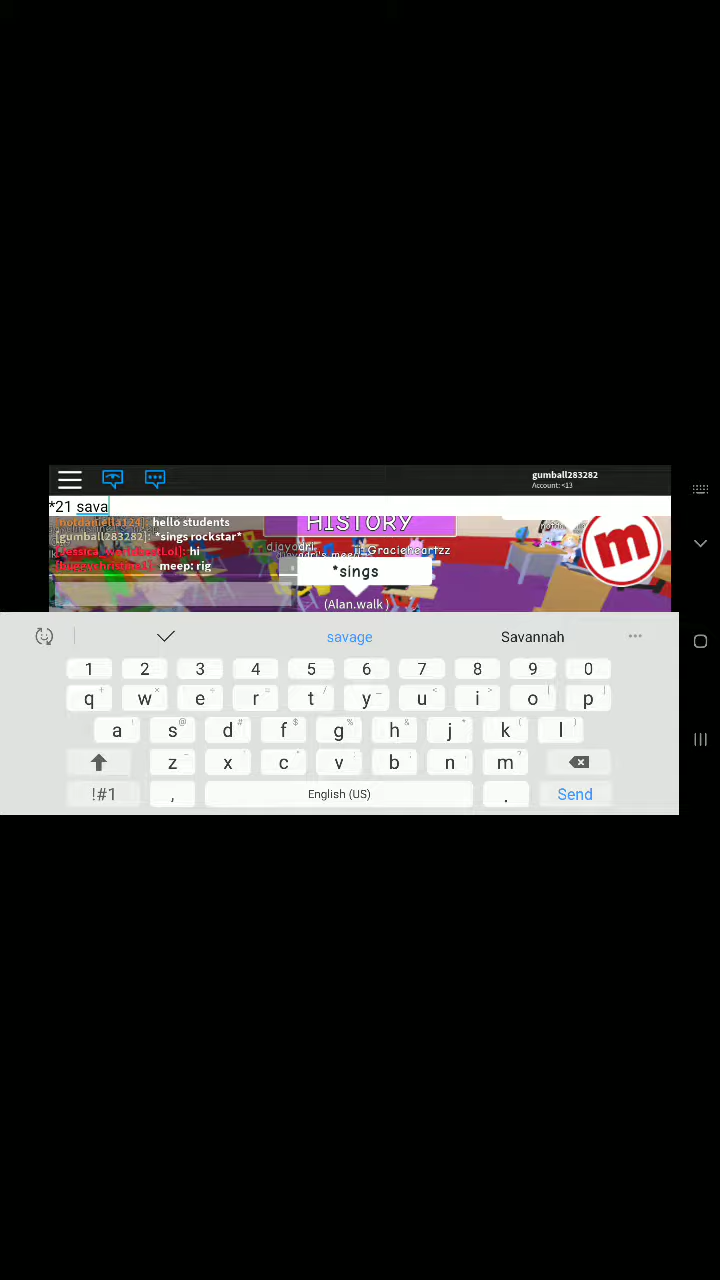 gumball283282
Account: <13
*21 sava
[notdaniella124]: hello students
[gumball283282]: *sings rockstar*
hi
meep: rig
HISTORY
*sings
(Alan.walk )
m
savage Savannah
1 2 3 4 5 6 7 8 9 0
q w e r t y u i o p
a s d f g h j k l
z x c v b n m
!#1 , English (US) . Send